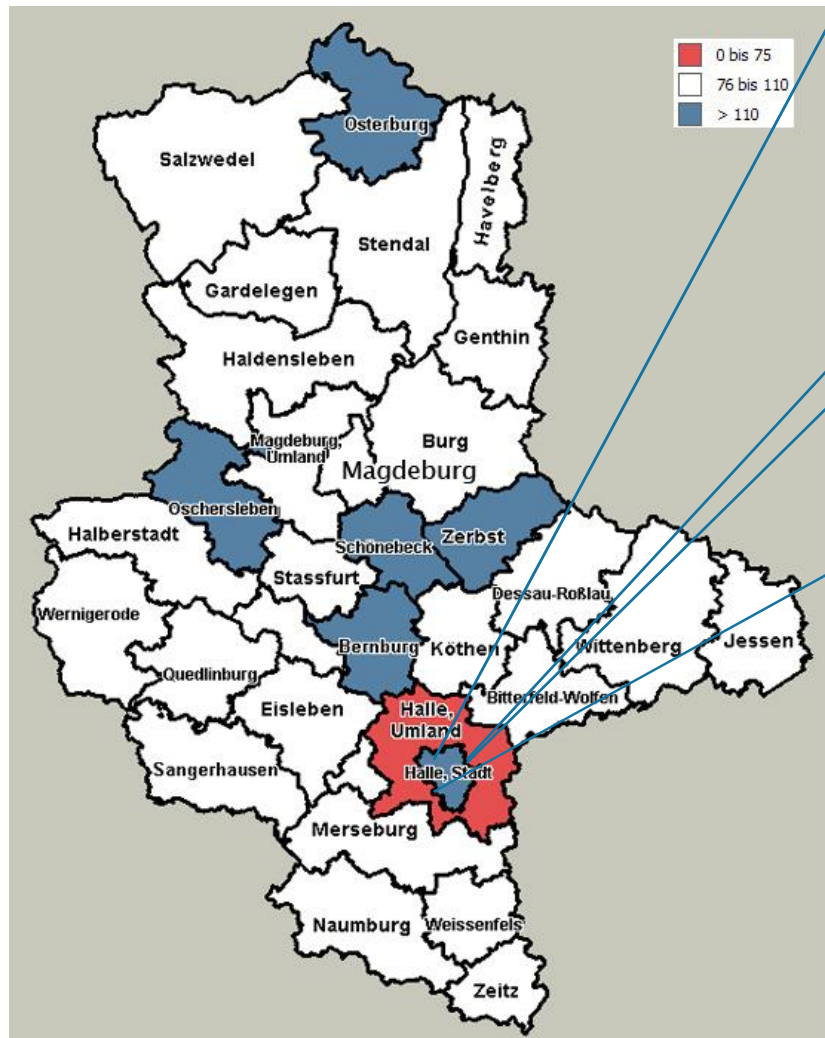 0 bis 75
76 bis 110
> 110
Osterburg
Salzwedel
Havelberg
Stendal
Gardelegen
Genthin
Haldensleben
Magdeburg,
Umland
Burg
Magdeburg
Oschersleben
Halberstadt
Schönebeck
Zerbst
Stassfurt
Dessau-Roßlau
Wernigerode
Bernburg
Köthen
Wittenberg
Jessen
Quedlinburg
Bitterfeld-Wolfen
Eisleben
Halle,
Umland
Sangerhausen
Halle, Stadt
Merseburg
Naumburg
Weissenfels
Zeitz